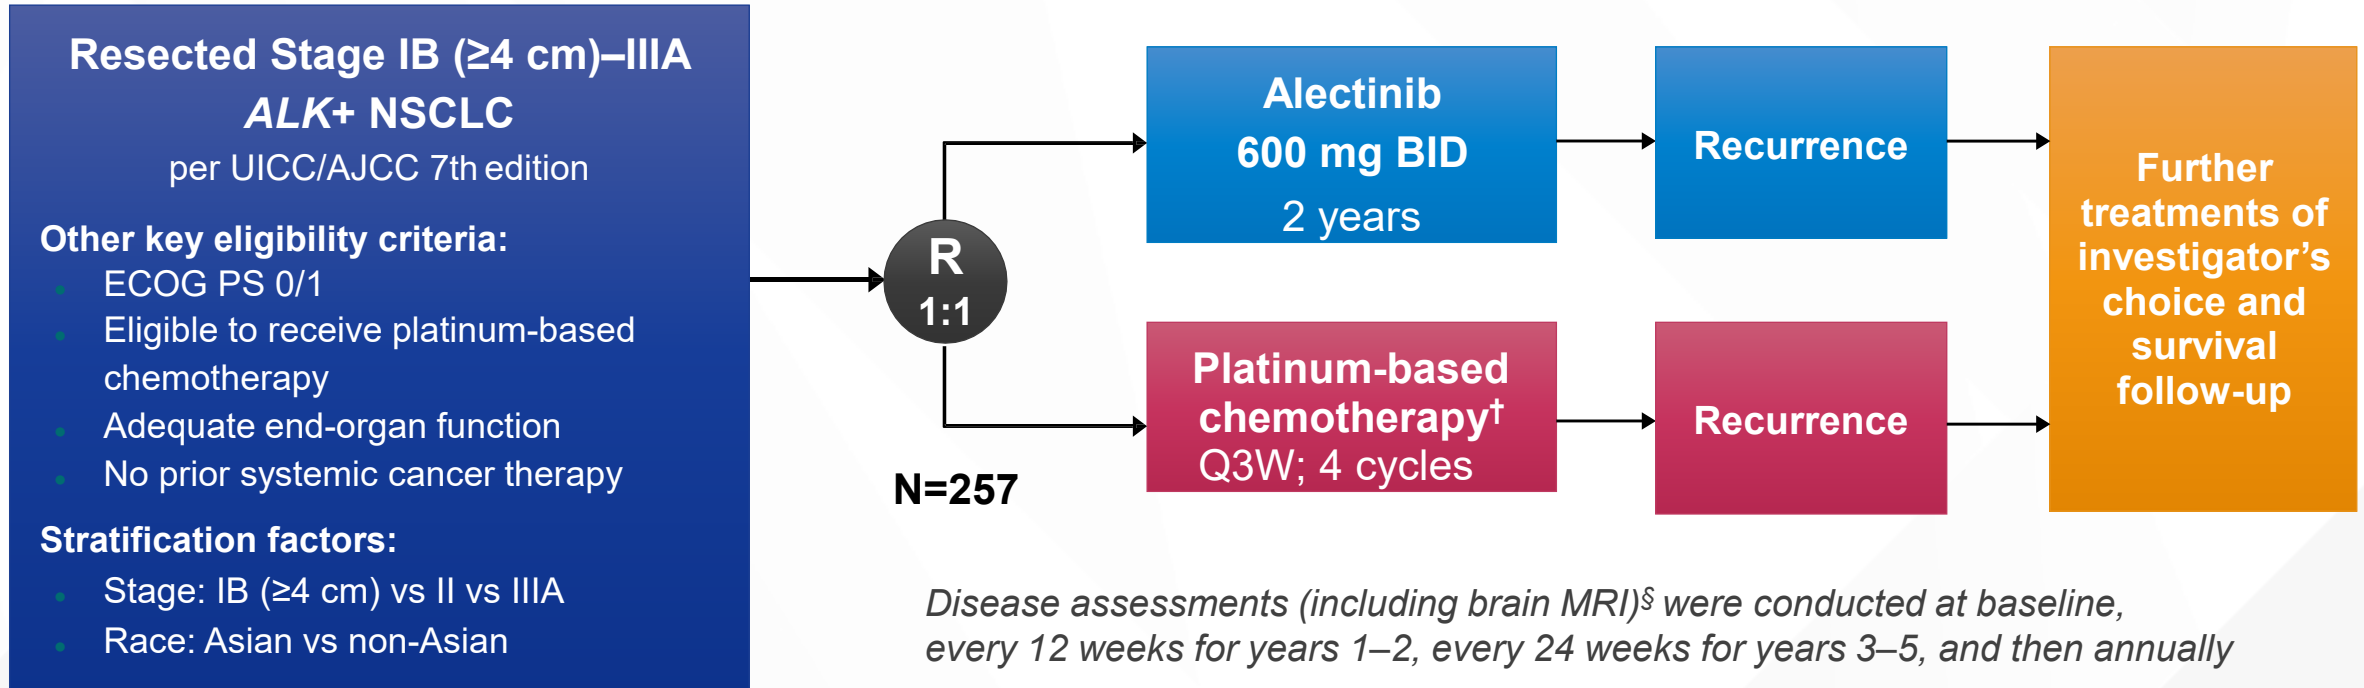 Resected Stage IB (≥4 cm)–IIIA
ALK+ NSCLC
per UICC/AJCC 7th edition
Other key eligibility criteria:
• ECOG PS 0/1
• Eligible to receive platinum-based
chemotherapy
• Adequate end-organ function
• No prior systemic cancer therapy
Stratification factors:
• Stage: IB (≥4 cm) vs II vs IIIA
• Race: Asian vs non-Asian
R
1:1
N=257
Alectinib
600 mg BID
2 years
Recurrence
Platinum-based
chemotherapy†
Q3W; 4 cycles
Recurrence
Further
treatments of
investigator’s
choice and
survival
follow-up
Disease assessments (including brain MRI)§ were conducted at baseline,
every 12 weeks for years 1–2, every 24 weeks for years 3–5, and then annually